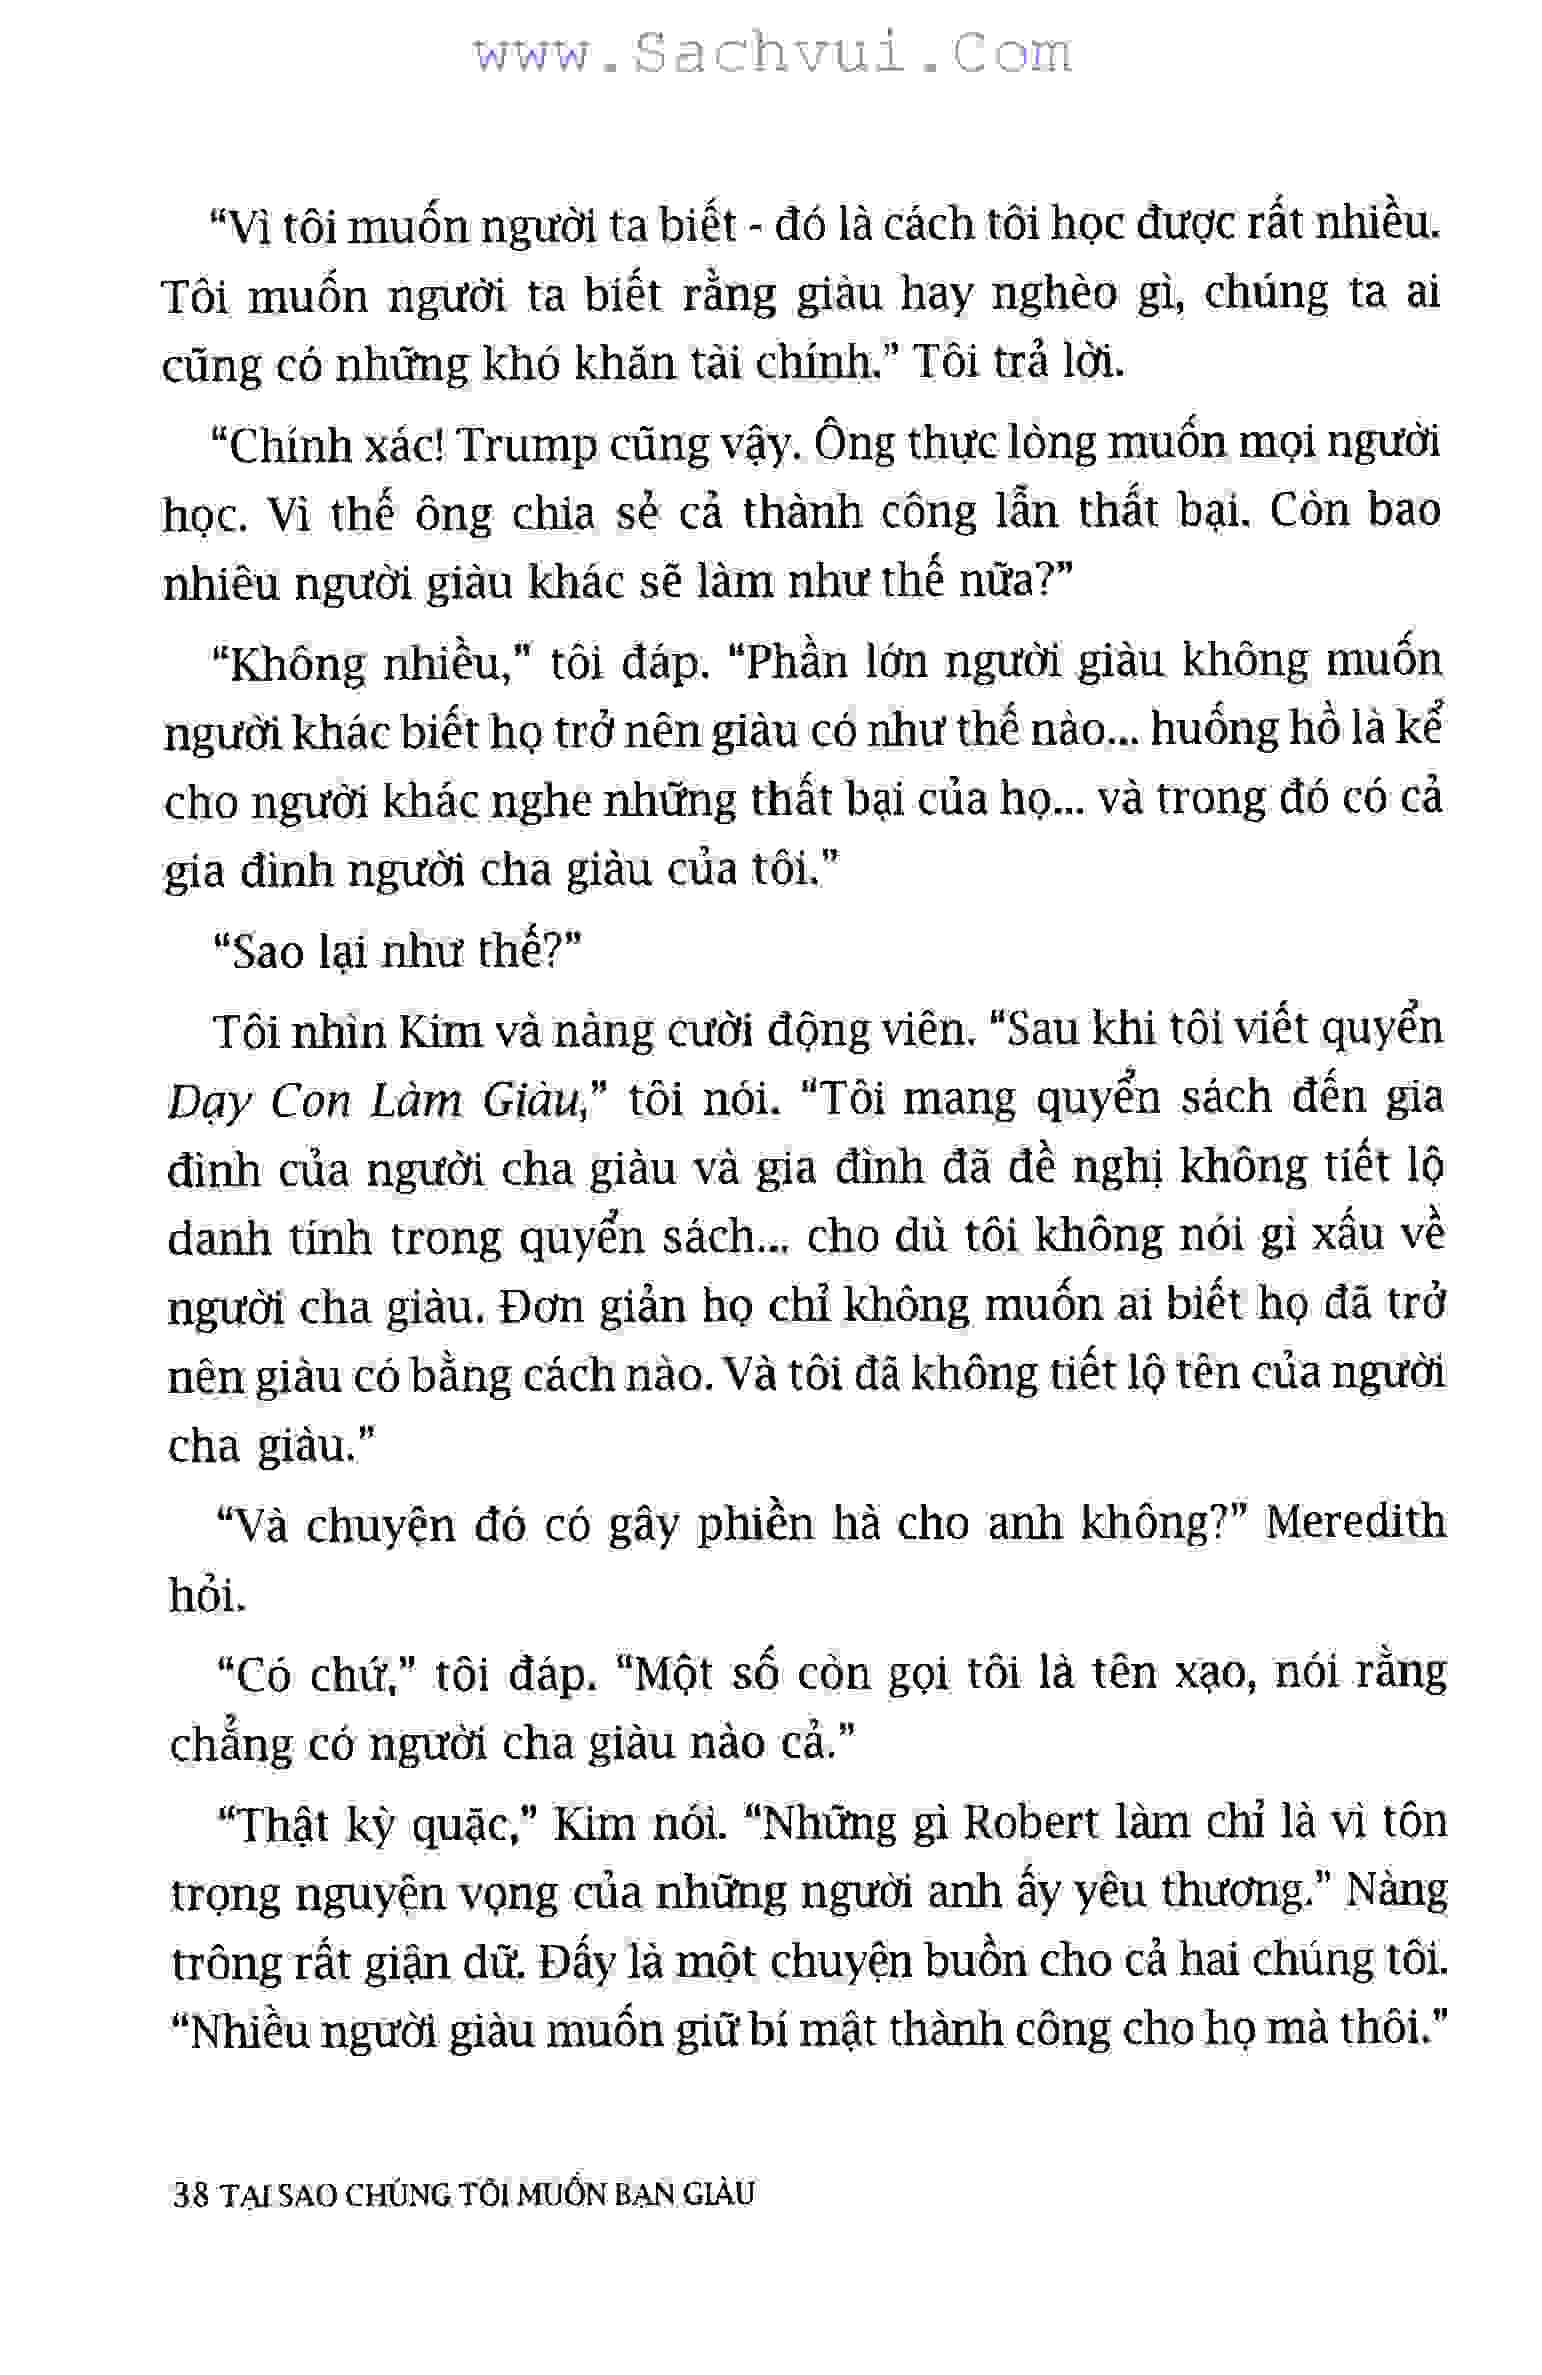 www.Sachvui.Com
“Vì tôi muốn người ta biết - đó là cách tôi học được rất nhiều.
Tôi muốn người ta biết rằng giàu hay nghèo gì, chúng ta ai
cũng có những khó khăn tài chính.” Tôi trả lời.
“Chính xác! Trump cũng vậy. Ông thực lòng muốn mọi người
học. Vì thế ông chia sẻ cả thành công lẫn thất bại. Còn bao
nhiêu người giàu khác sẽ làm như thế nữa?”
“Không nhiều,” tôi đáp. “Phần lớn người giàu không muốn
người khác biết họ trở nên giàu có như thế nào... huống hồ là kể
cho người khác nghe những thất bại của họ... và trong đó có cả
gia đình người cha giàu của tôi.”
“Sao lại như thế?”
Tôi nhìn Kim và nàng cười động viên. “Sau khi tôi viết quyển
Dạy Con Làm Giàu,” tôi nói. “Tôi mang quyển sách đến gia
đình của người cha giàu và gia đình đã đề nghị không tiết lộ
danh tính trong quyển sách... cho dù tôi không nói gì xấu về
người cha giàu. Đơn giản họ chỉ không muốn ai biết họ đã trở
nên giàu có bằng cách nào. Và tôi đã không tiết lộ tên của người
cha giàu.”
“Và chuyện đó có gây phiền hà cho anh không?” Meredith
hỏi.
“Có chứ,” tôi đáp. “Một số còn gọi tôi là tên xạo, nói rằng
chẳng có người cha giàu nào cả.”
“Thật kỳ quặc,” Kim nói. “Những gì Robert làm chỉ là vì tôn
trọng nguyện vọng của những người anh ấy yêu thương.” Nàng
trông rất giận dữ. Đấy là một chuyện buồn cho cả hai chúng tôi.
“Nhiều người giàu muốn giữ bí mật thành công cho họ mà thôi.”
38 TẠI SAO CHÚNG TÔI MUỐN BẠN GIÀU